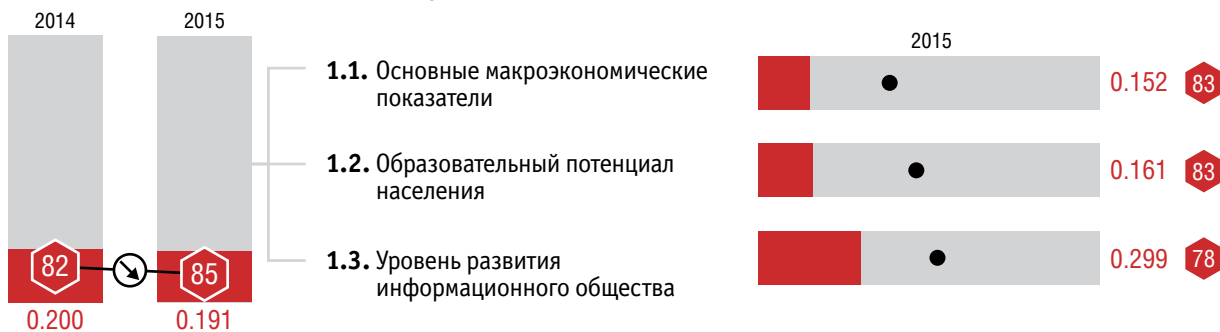 2014
2015
82
85
0.200
0.191
1.1. Основные макроэкономические
показатели
1.2. Образовательный потенциал
населения
1.3. Уровень развития
информационного общества
2015
0.152 83
0.161 83
0.299 78